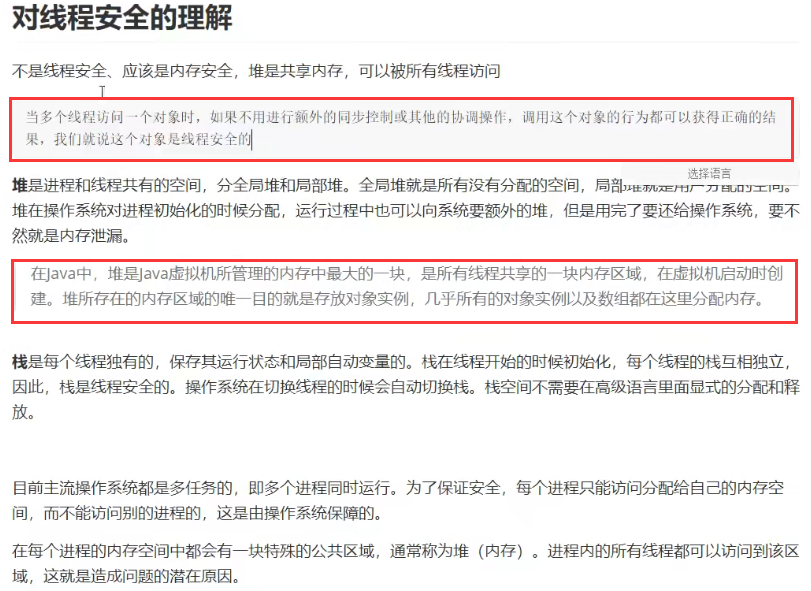 对线程安全的理解
不是线程安全、应该是内存安全，堆是共享内存，可以被所有线程访问
当多个线程访问一个对象时，如果不用进行额外的同步控制或其他的协调操作，调用这个对象的行为都可以获得正确的结
果，我们就说这个对象是线程安全的
选择语言
堆是进程和线程共有的空间，分全局堆和局部堆。全局堆就是所有没有分配的空间，局部堆就是用户分配的空间。
堆在操作系统对进程初始化的时候分配，运行过程中也可以向系统要额外的堆，但是用完了要还给操作系统，要不
然就是内存泄漏。
在Java中，堆是Java虚拟机所管理的内存中最大的一块，是所有线程共享的一块内存区域，在虚拟机启动时创
建。堆所存在的内存区域的唯一目的就是存放对象实例，几乎所有的对象实例以及数组都在这里分配内存。
栈是每个线程独有的，保存其运行状态和局部自动变量的。栈在线程开始的时候初始化，每个线程的栈互相独立，
因此，栈是线程安全的。操作系统在切换线程的时候会自动切换栈。栈空间不需要在高级语言里面显式的分配和释
放。
目前主流操作系统都是多任务的，即多个进程同时运行。为了保证安全，每个进程只能访问分配给自己的内存空
间，而不能访问别的进程的，这是由操作系统保障的。
在每个进程的内存空间中都会有一块特殊的公共区域，通常称为堆（内存）。进程内的所有线程都可以访问到该区
域，这就是造成问题的潜在原因。